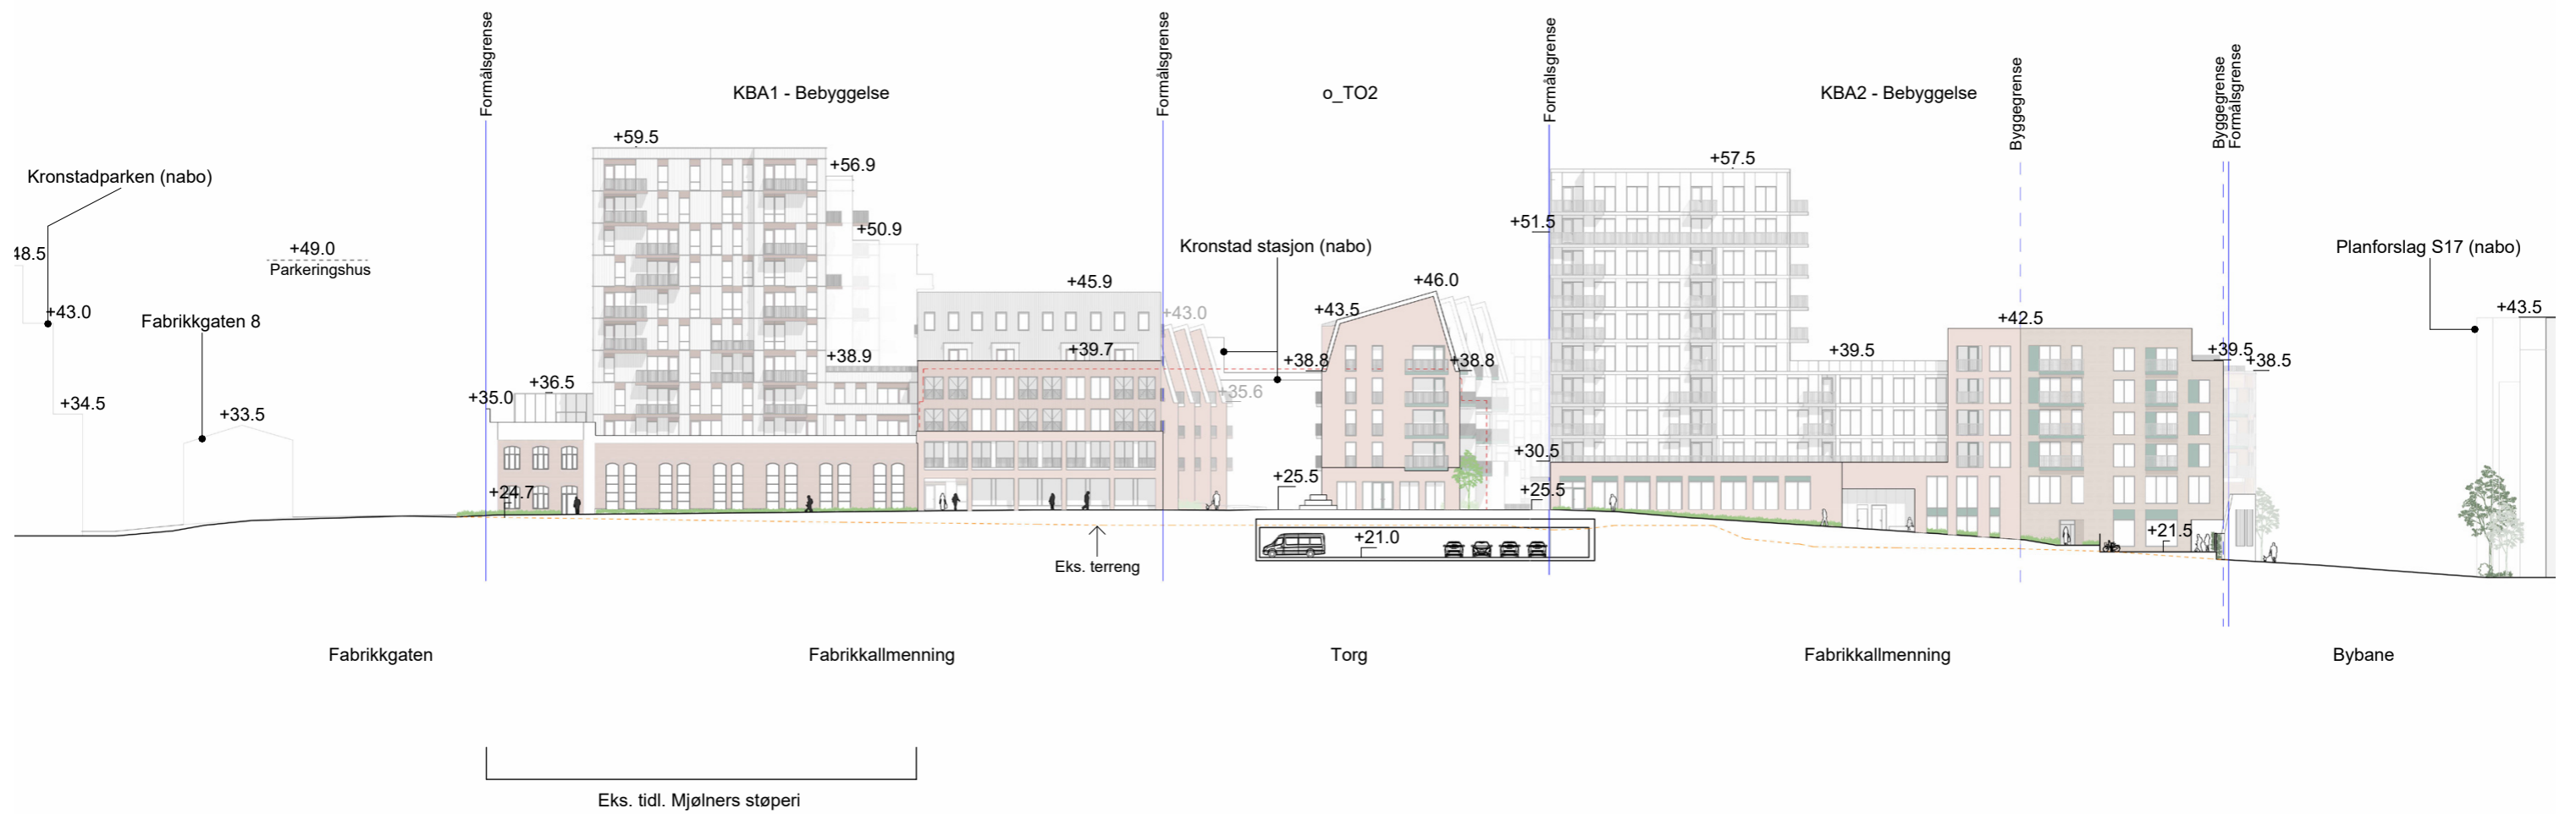 Formålsgrense
Formålsgrense
Formålsgrense
Byggegrense
Byggegrense
Formålsgrense
KBA1 - Bebyggelse
o_TO2
KBA2 - Bebyggelse
+59.5
+56.9
+57.5
Kronstadparken (nabo)
+51.5
+50.9
Kronstad stasjon (nabo)
Planforslag S17 (nabo)
48.5
+49.0
Parkeringshus
+45.9
+46.0
+43.0
Fabrikkgaten 8
+43.0
+43.5
+42.5
+43.5
+38.9
+39.7
+38.8
+38.8
+39.5
+39.5
+38.5
+36.5
+35.0
+35.6
+34.5
+33.5
+30.5
+24.7
+25.5
+25.5
+21.0
+21.5
Eks. terreng
Fabrikkgaten
Fabrikkallmenning
Torg
Fabrikkallmenning
Bybane
Eks. tidl. Mjølners støperi